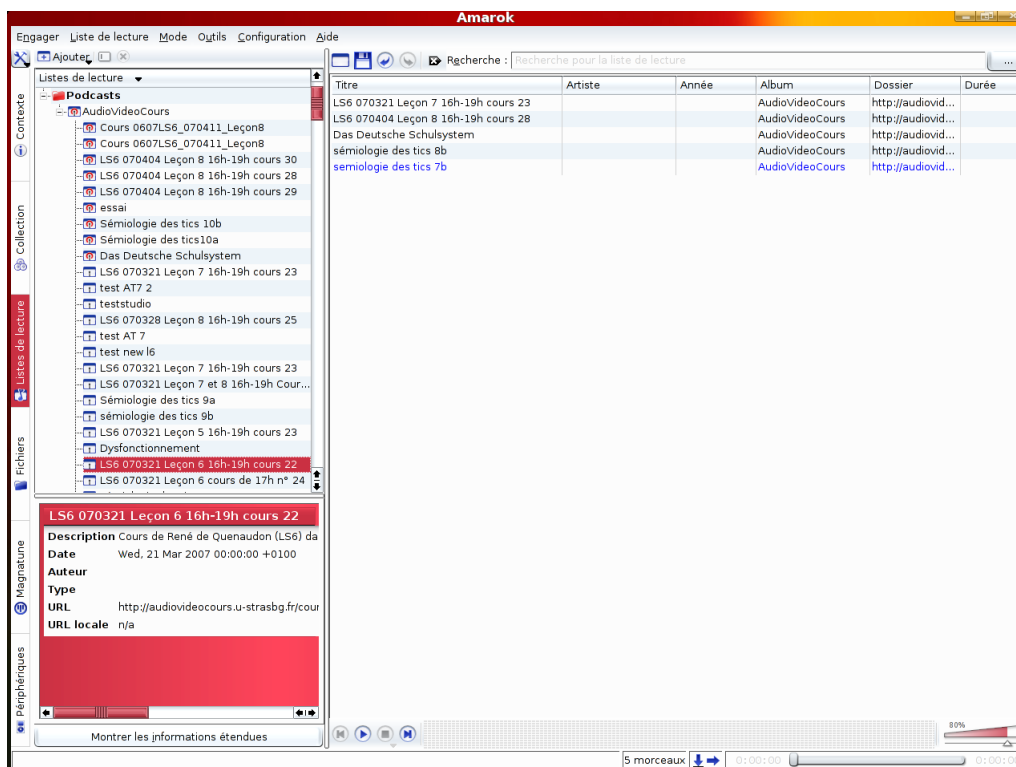 Amarok
Engager Liste de lecture Mode Outils Configuration Aide
Ajouter
Recherche : Recherche pour la liste de lecture ...
Contexte
Collection
Listes de lecture
Fichiers
Magnatune
Périphériques
Listes de lecture
Podcasts
AudioVideoCours
Cours 0607LS6_070411_Leçon8
Cours 0607LS6_070411_Leçon8
LS6 070404 Leçon 8 16h-19h cours 30
LS6 070404 Leçon 8 16h-19h cours 28
LS6 070404 Leçon 8 16h-19h cours 29
essai
Sémiologie des tics 10b
Sémiologie des tics10a
Das Deutsche Schulsystem
LS6 070321 Leçon 7 16h-19h cours 23
test AT7 2
teststudio
LS6 070328 Leçon 8 16h-19h cours 25
test AT 7
test new l6
LS6 070321 Leçon 7 16h-19h cours 23
LS6 070321 Leçon 7 et 8 16h-19h Cour...
Sémiologie des tics 9a
sémiologie des tics 9b
LS6 070321 Leçon 5 16h-19h cours 23
Dysfonctionnement
LS6 070321 Leçon 6 16h-19h cours 22
LS6 070321 Leçon 6 cours de 17h n° 24
LS6 070321 Leçon 6 16h-19h cours 22
Description Cours de René de Quenaudon (LS6) da
Date Wed, 21 Mar 2007 00:00:00 +0100
Auteur
Type
URL http://audiovideocours.u-strasbg.fr/cour
URL locale n/a
Montrer les informations étendues
Titre Artiste Année Album Dossier Durée
LS6 070321 Leçon 7 16h-19h cours 23 AudioVideoCours http://audiovid...
LS6 070404 Leçon 8 16h-19h cours 28 AudioVideoCours http://audiovid...
Das Deutsche Schulsystem AudioVideoCours http://audiovid...
sémiologie des tics 8b AudioVideoCours http://audiovid...
semiologie des tics 7b AudioVideoCours http://audiovid...
80%
5 morceaux 0:00:00 0:00:00